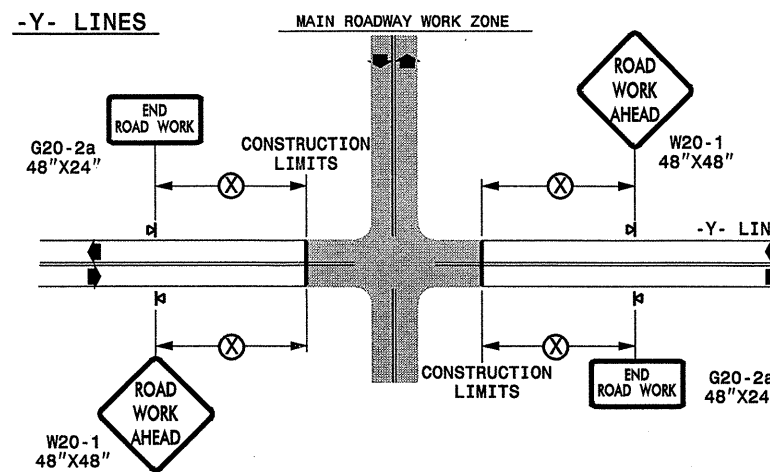 -Y- LINES
MAIN ROADWAY WORK ZONE
END
ROAD WORK
G20-2a
48"X24"
CONSTRUCTION
LIMITS
X
X
ROAD
WORK
AHEAD
W20-1
48"X48"
-Y- LIN
X
X
ROAD
WORK
AHEAD
W20-1
48"X48"
CONSTRUCTION
LIMITS
END
ROAD WORK
G20-2a
48"X24